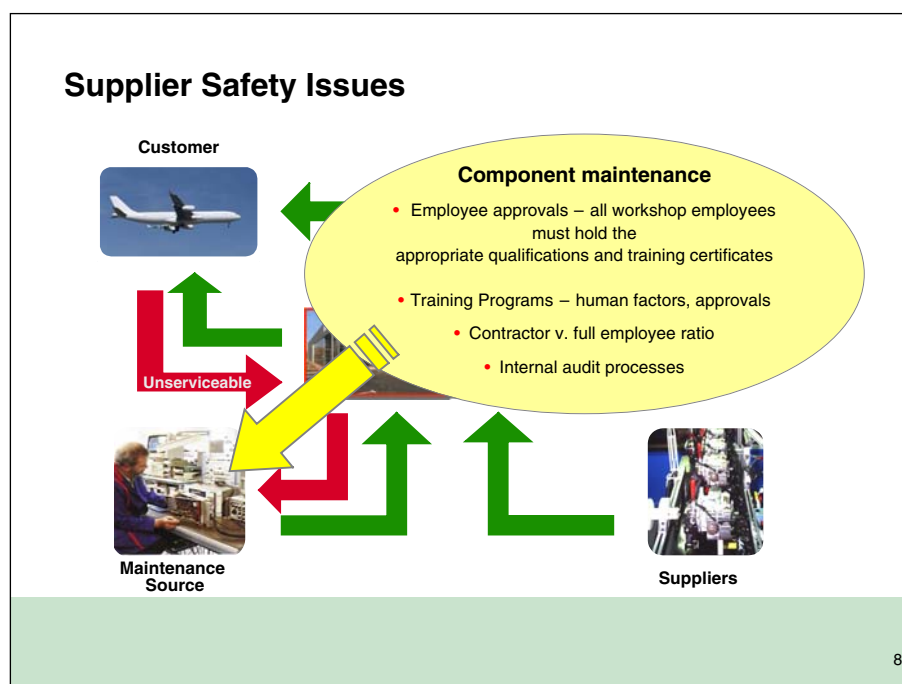 Supplier Safety Issues
Customer
Component maintenance
• Employee approvals – all workshop employees
must hold the
appropriate qualifications and training certificates
• Training Programs – human factors, approvals
• Contractor v. full employee ratio
• Internal audit processes
Unserviceable
Maintenance
Source
Suppliers
8